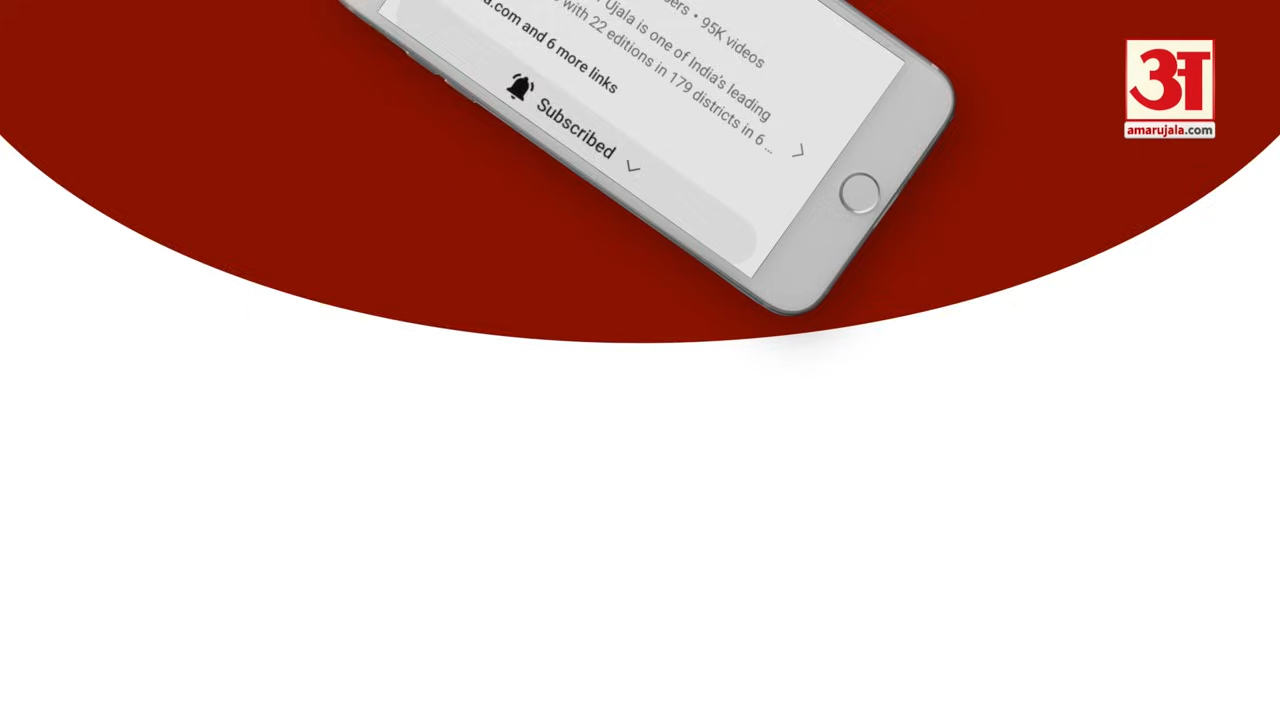 95K videos
Ujala is one of India's leading
with 22 editions in 179 districts in 6 ...
.com and 6 more links
Subscribed
अ
amarujala.com